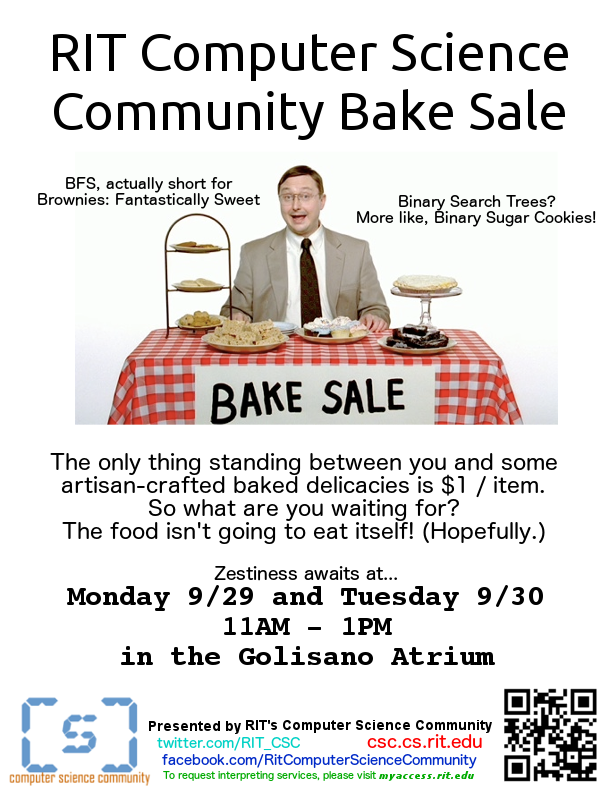 RIT Computer Science
Community Bake Sale
BFS, actually short for
Brownies: Fantastically Sweet
Binary Search Trees?
More like, Binary Sugar Cookies!
BAKE SALE
The only thing standing between you and some
artisan-crafted baked delicacies is $1 / item.
So what are you waiting for?
The food isn't going to eat itself! (Hopefully.)
Zestiness awaits at...
Monday 9/29 and Tuesday 9/30
11AM - 1PM
in the Golisano Atrium
[s]
computer science community
Presented by RIT's Computer Science Community
twitter.com/RIT_CSC csc.cs.rit.edu
facebook.com/RitComputerScienceCommunity
To request interpreting services, please visit myaccess.rit.edu